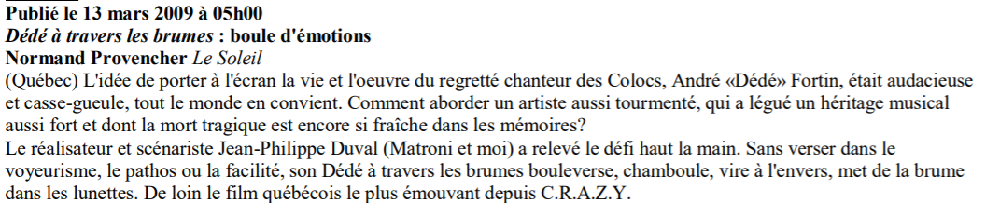 Publié le 13 mars 2009 à 05h00
Dédé à travers les brumes : boule d'émotions
Normand Provencher Le Soleil
(Québec) L'idée de porter à l'écran la vie et l'oeuvre du regretté chanteur des Colocs, André «Dédé» Fortin, était audacieuse
et casse-gueule, tout le monde en convient. Comment aborder un artiste aussi tourmenté, qui a légué un héritage musical
aussi fort et dont la mort tragique est encore si fraîche dans les mémoires?
Le réalisateur et scénariste Jean-Philippe Duval (Matroni et moi) a relevé le défi haut la main. Sans verser dans le
voyeurisme, le pathos ou la facilité, son Dédé à travers les brumes bouleverse, chamboule, vire à l'envers, met de la brume
dans les lunettes. De loin le film québécois le plus émouvant depuis C.R.A.Z.Y.